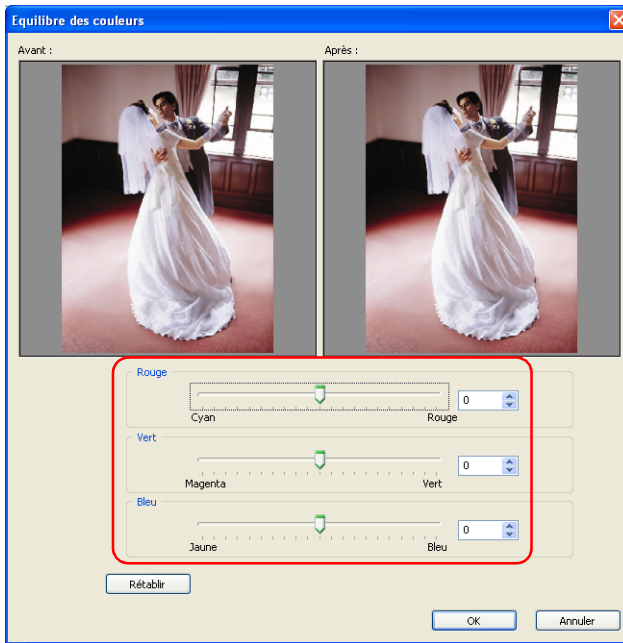 Equilibre des couleurs
Avant :
Après :
Rouge
0
Cyan
Rouge
Vert
0
Magenta
Vert
Bleu
0
Jaune
Bleu
Rétablir
OK
Annuler